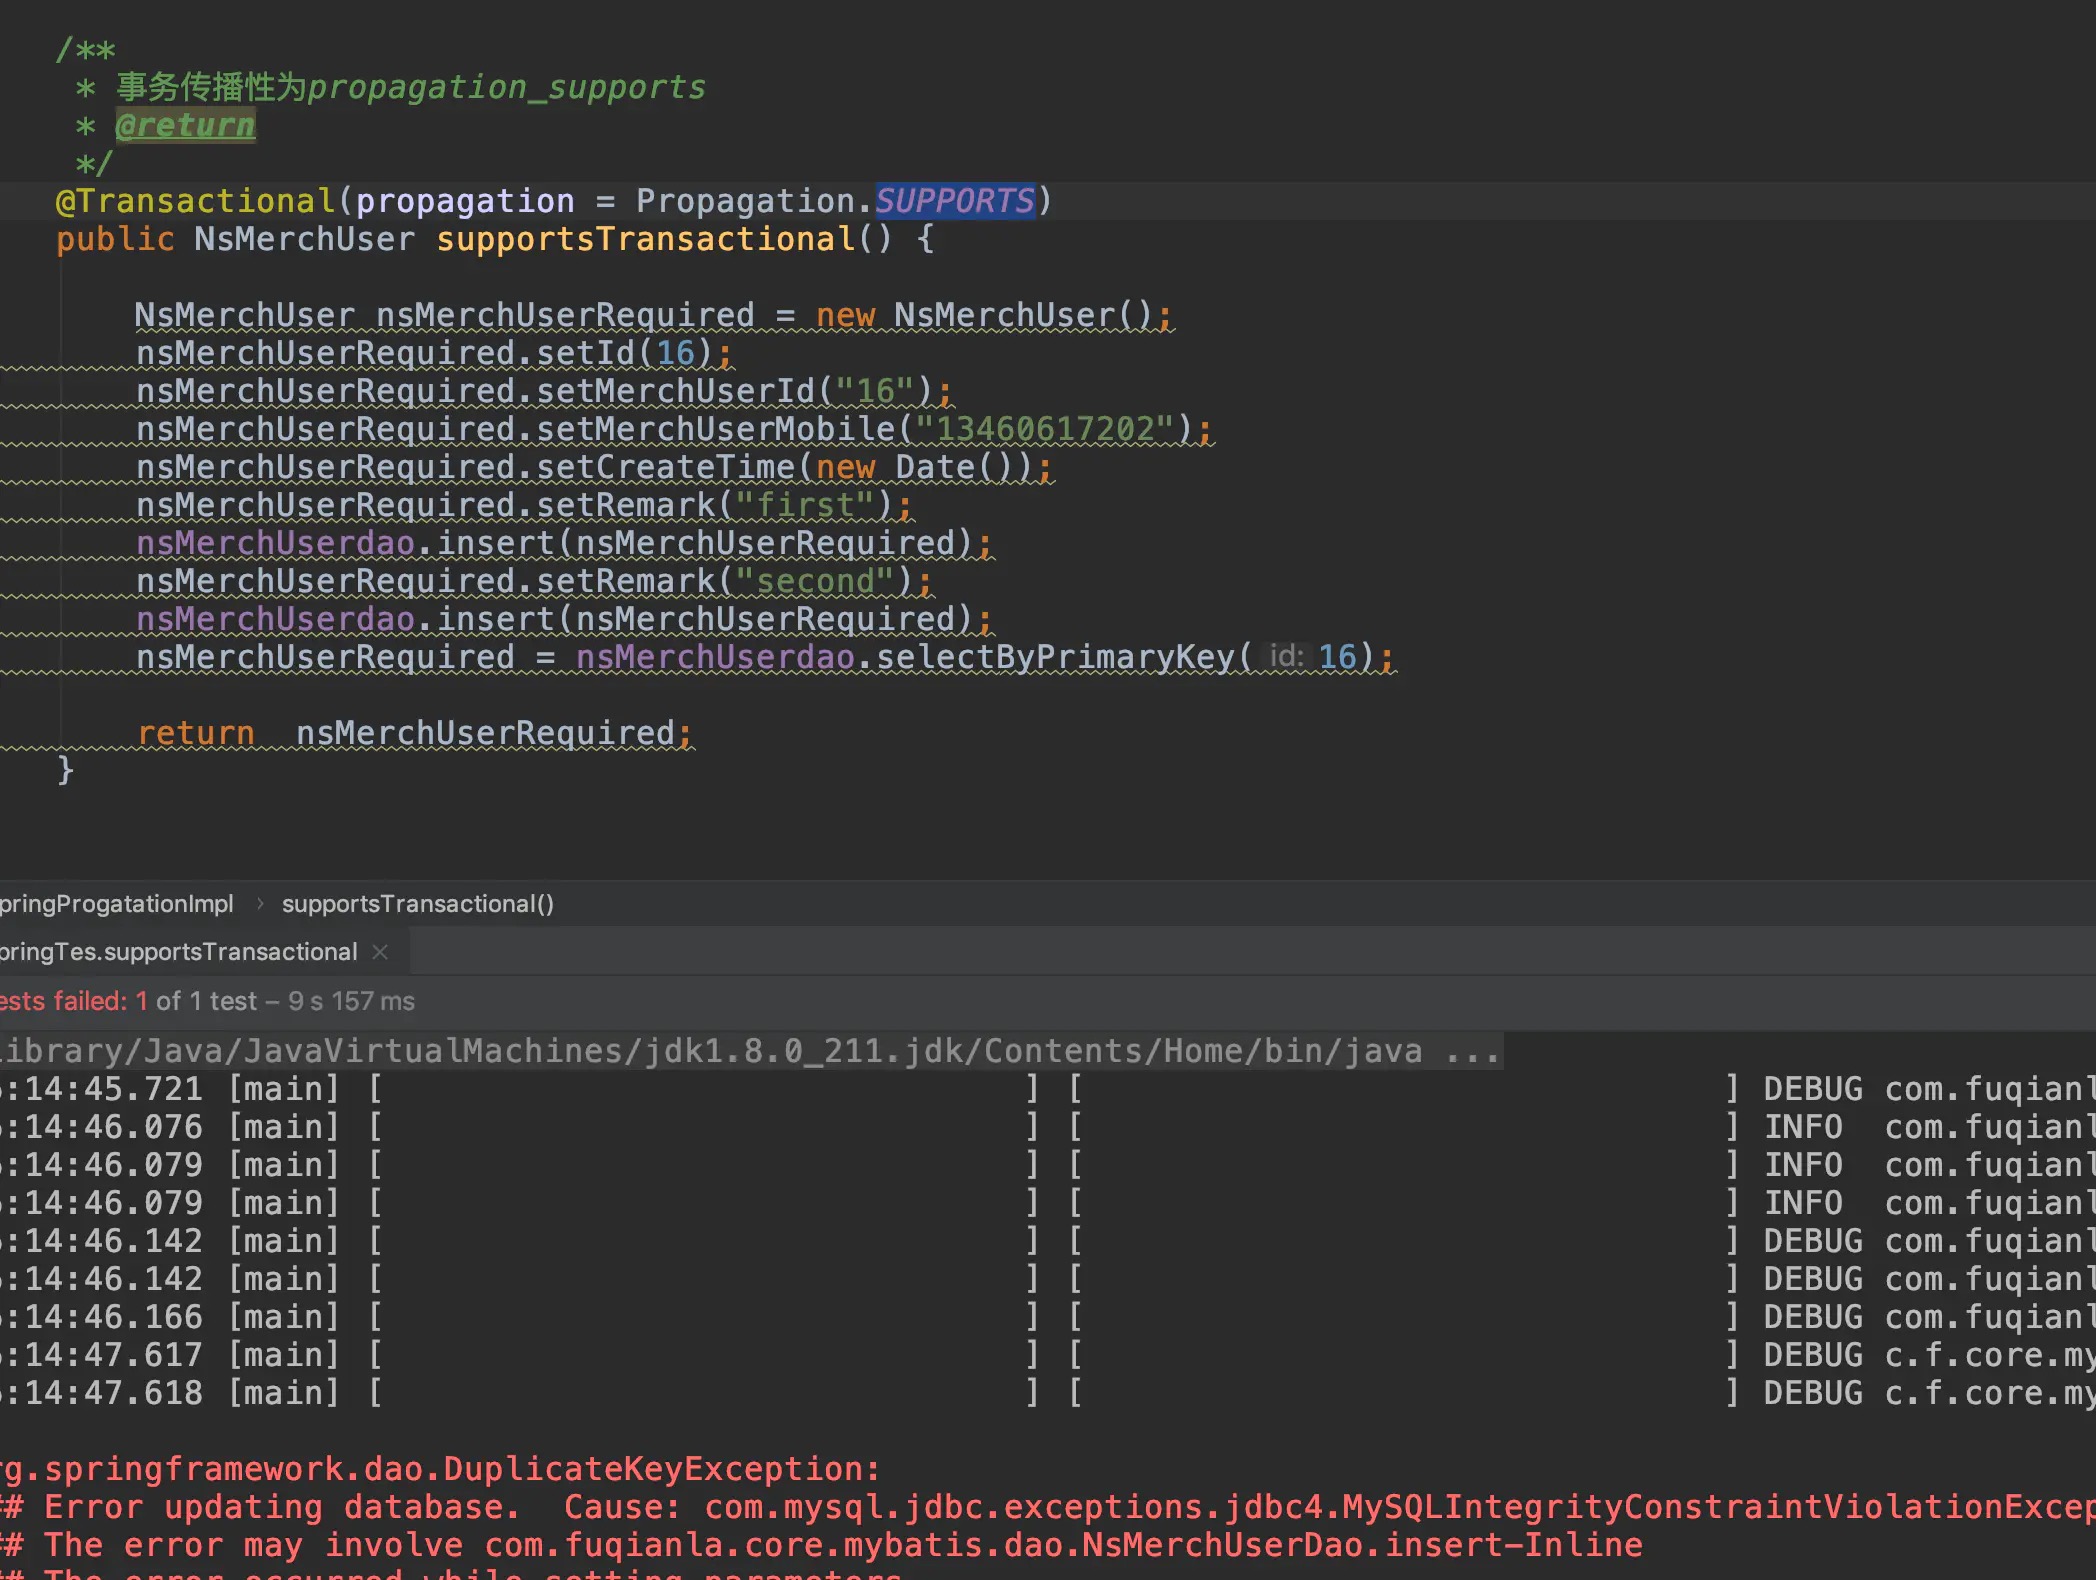 /**
* 事务传播性为propagation_supports
* @return
*/
@Transactional(propagation = Propagation.SUPPORTS)
public NsMerchUser supportsTransactional() {
NsMerchUser nsMerchUserRequired = new NsMerchUser();
nsMerchUserRequired.setId(16);
nsMerchUserRequired.setMerchUserId("16");
nsMerchUserRequired.setMerchUserMobile("13460617202");
nsMerchUserRequired.setCreateTime(new Date());
nsMerchUserRequired.setRemark("first");
nsMerchUserdao.insert(nsMerchUserRequired);
nsMerchUserRequired.setRemark("second");
nsMerchUserdao.insert(nsMerchUserRequired);
nsMerchUserRequired = nsMerchUserdao.selectByPrimaryKey( id: 16);
return  nsMerchUserRequired;
}
pringProgatationImpl › supportsTransactional()
pringTes.supportsTransactional ×
ests failed: 1 of 1 test – 9 s 157 ms
ibrary/Java/JavaVirtualMachines/jdk1.8.0_211.jdk/Contents/Home/bin/java ...
:14:45.721 [main] [ ] [ ] DEBUG com.fuqianl
:14:46.076 [main] [ ] [ ] INFO com.fuqianl
:14:46.079 [main] [ ] [ ] INFO com.fuqianl
:14:46.079 [main] [ ] [ ] INFO com.fuqianl
:14:46.142 [main] [ ] [ ] DEBUG com.fuqianl
:14:46.142 [main] [ ] [ ] DEBUG com.fuqianl
:14:46.166 [main] [ ] [ ] DEBUG com.fuqianl
:14:47.617 [main] [ ] [ ] DEBUG c.f.core.my
:14:47.618 [main] [ ] [ ] DEBUG c.f.core.my
rg.springframework.dao.DuplicateKeyException:
## Error updating database.  Cause: com.mysql.jdbc.exceptions.jdbc4.MySQLIntegrityConstraintViolationExcep
## The error may involve com.fuqianla.core.mybatis.dao.NsMerchUserDao.insert-Inline
## The error occurred while setting parameters